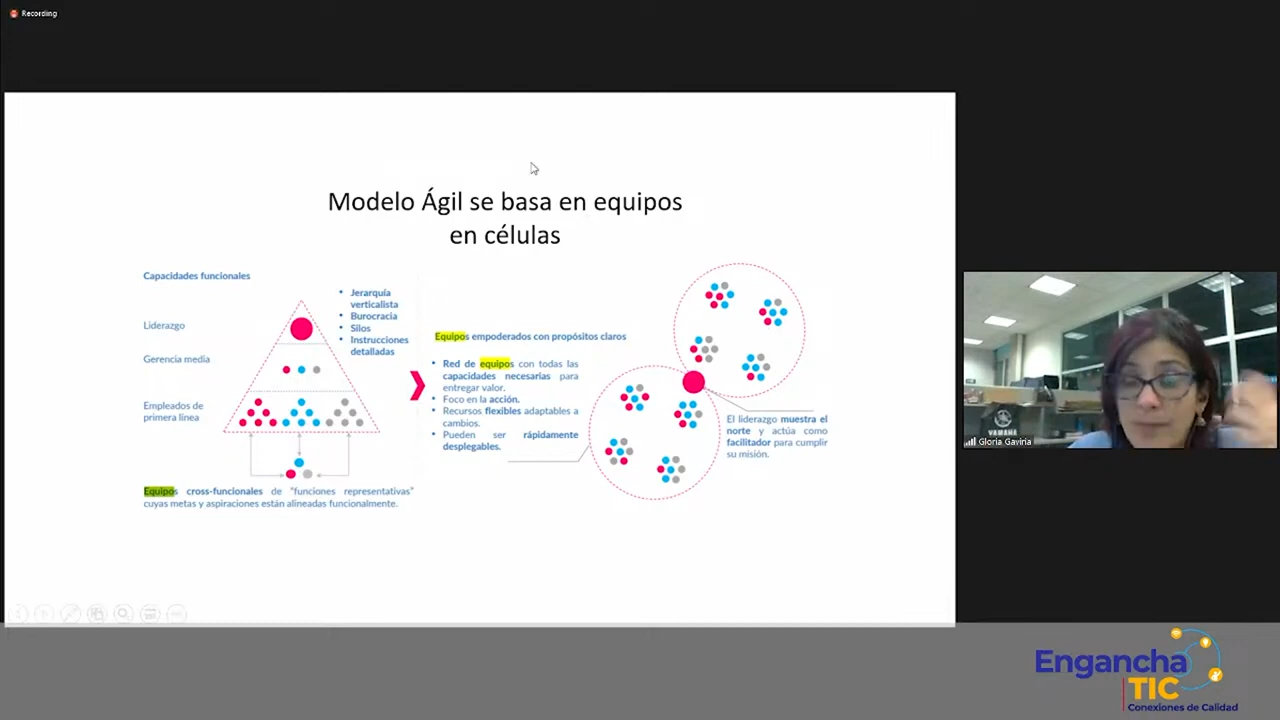 Recording
Modelo Ágil se basa en equipos
en células
Capacidades funcionales
Liderazgo
Gerencia media
Empleados de
primera línea
• Jerarquía
verticalista
• Burocracia
• Silos
• Instrucciones
detalladas
Equipos cross-funcionales de "funciones representativas"
cuyas metas y aspiraciones están alineadas funcionalmente.
Equipos empoderados con propósitos claros
• Red de equipos con todas las
capacidades necesarias para
entregar valor.
• Foco en la acción.
• Recursos flexibles adaptables a
cambios.
• Pueden ser rápidamente
desplegables.
El liderazgo muestra el
norte y actúa como
facilitador para cumplir
su misión.
YAMAHA
Gloria Gaviria
Engancha
TIC
Conexiones de Calidad